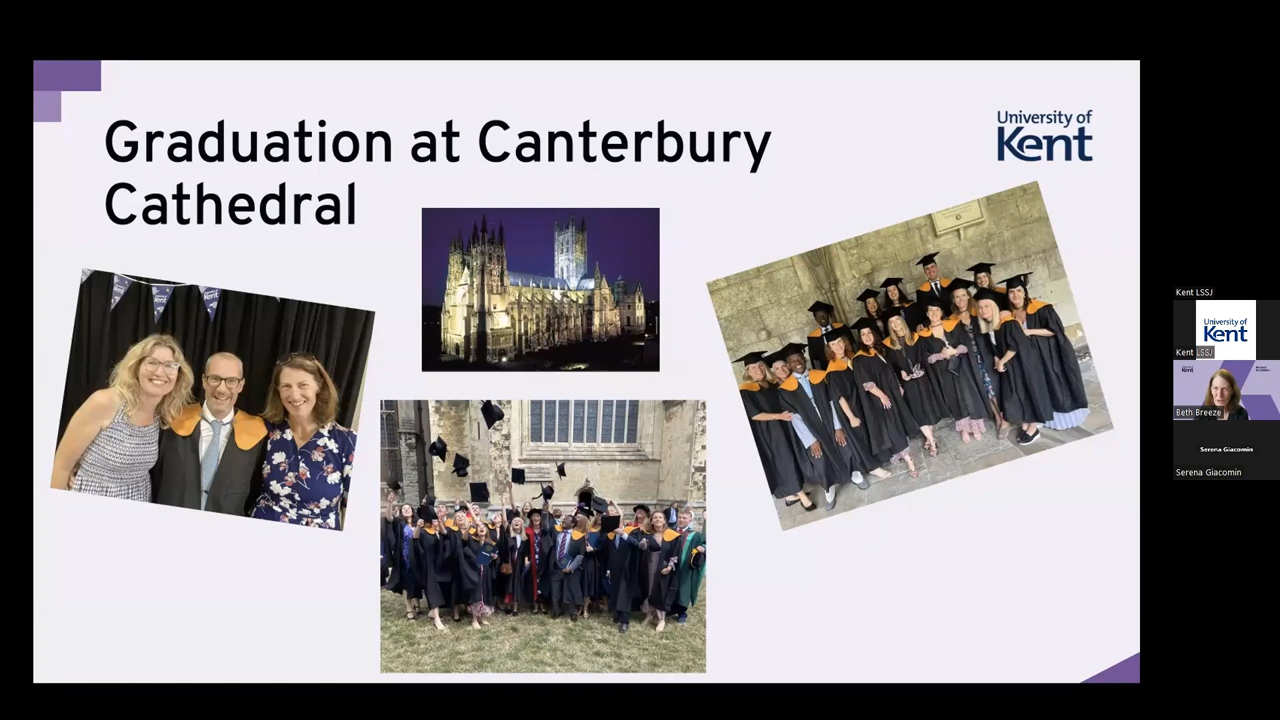 Graduation at Canterbury
Cathedral
University of
Kent
Kent LSSJ
University of
Kent
Kent LSSJ
Beth Breeze
Serena Giacomin
Serena Giacomin